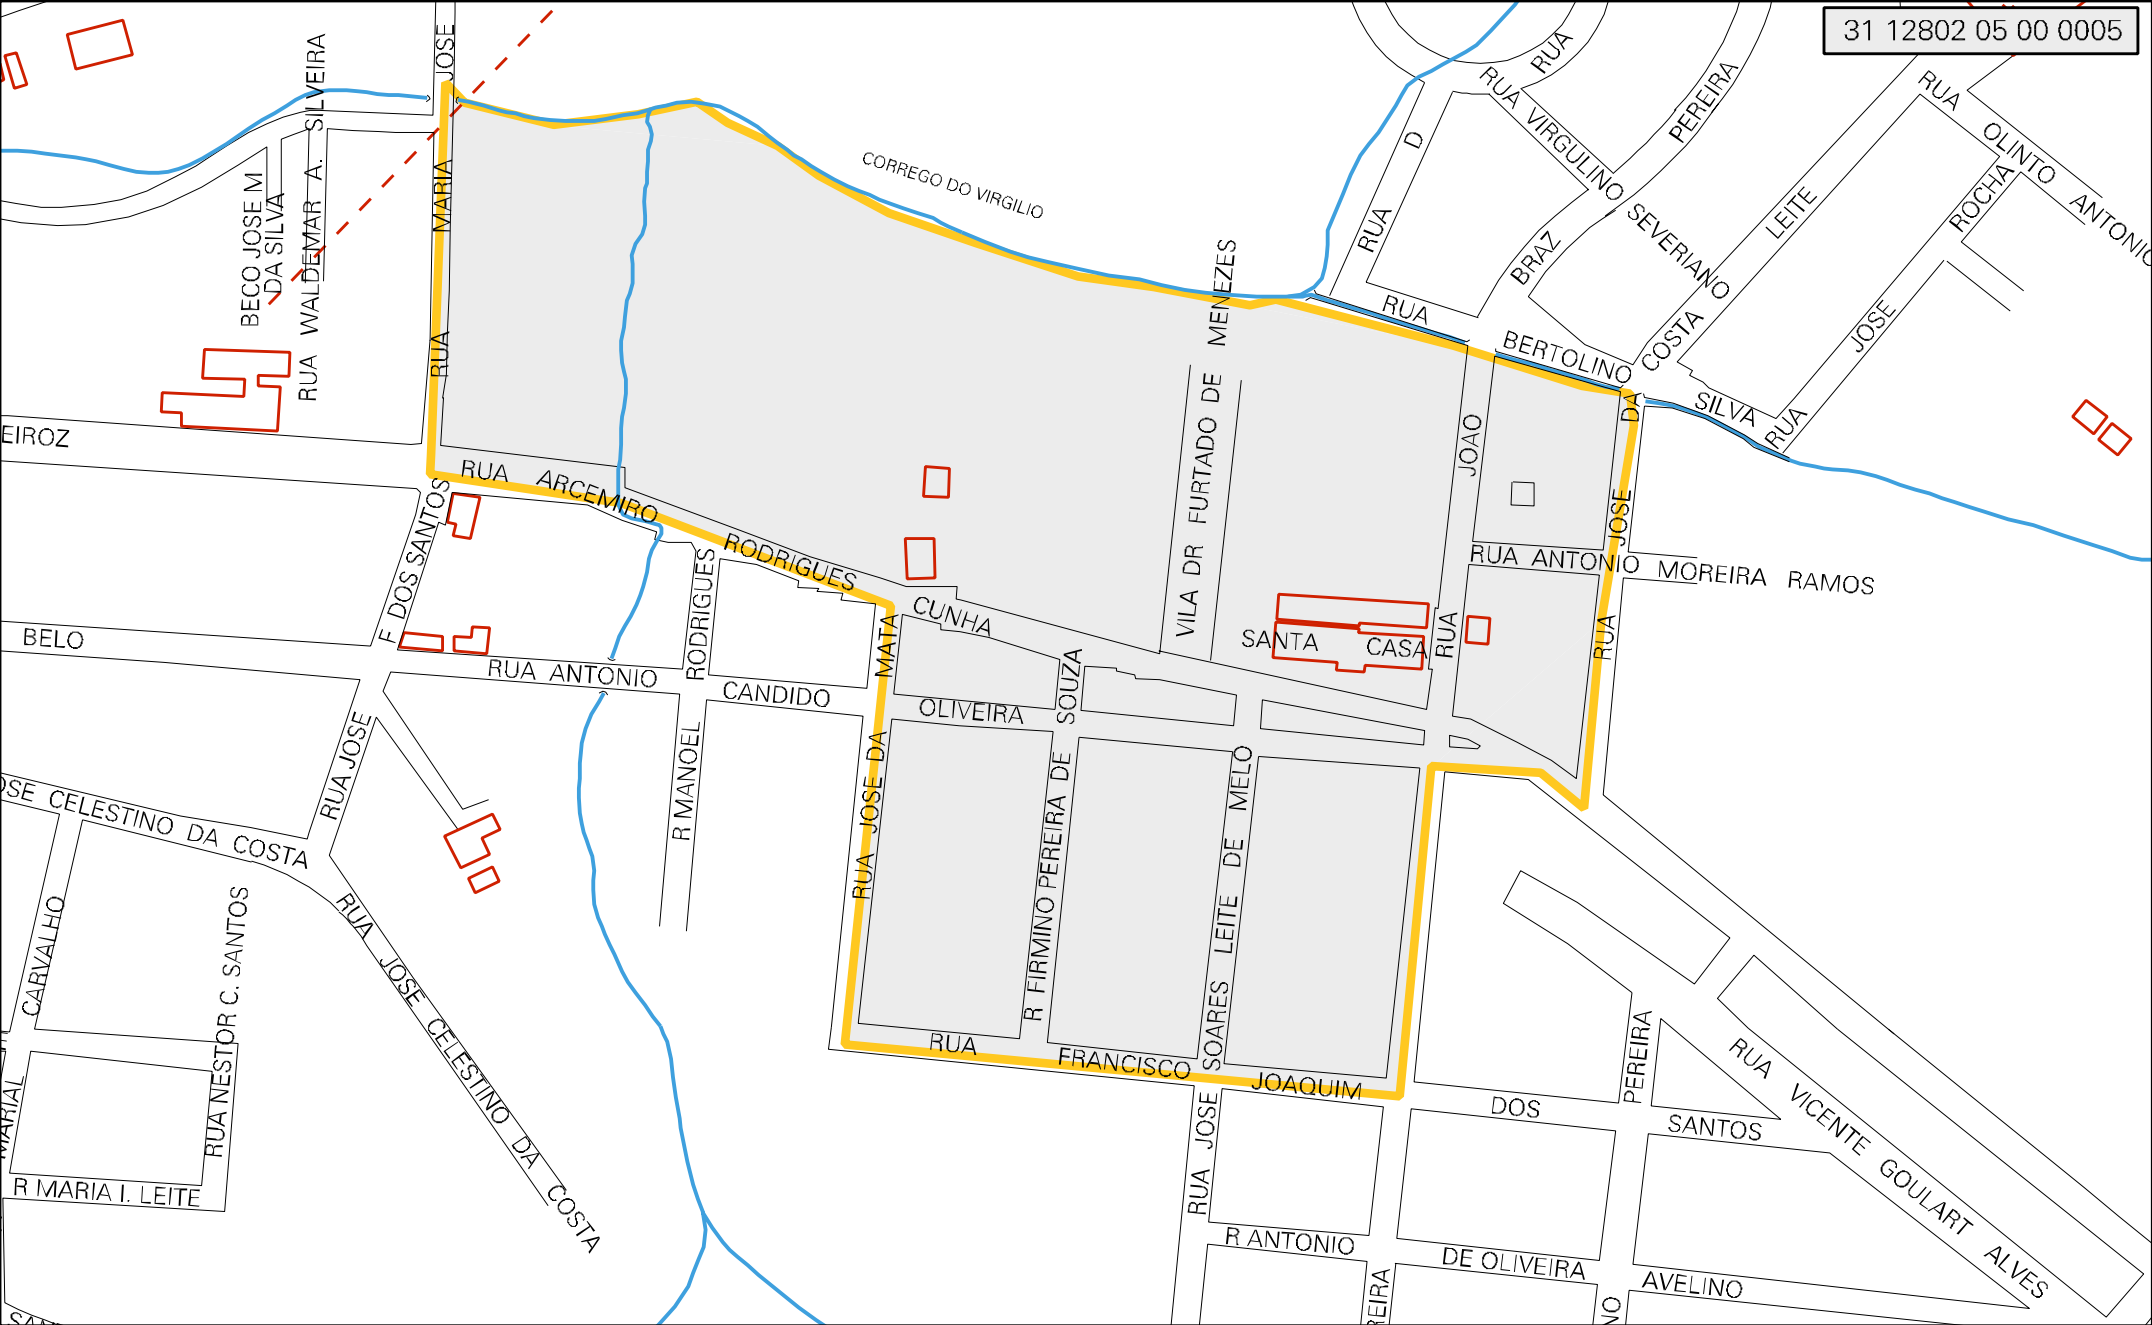 31 12802 05 00 0005
JOSE
MARIA
RUA
RUA WALDEMAR A. SILVEIRA
BECO JOSE M
DA SILVA
CORREGO DO VIRGILIO
RUA
RUA VIRGULINO SEVERIANO
BRAZ PEREIRA
RUA D
RUA BERTOLINO DA SILVA
RUA JOSE COSTA LEITE
RUA OLINTO ANTONIO
RUA JOSE ROCHA
EIROZ
RUA ARCEMIRO RODRIGUES CUNHA
VILA DR FURTADO DE MENEZES
RUA JOAO
RUA ANTONIO MOREIRA RAMOS
SANTA CASA
RUA JOSE F DOS SANTOS
BELO
RUA ANTONIO CANDIDO OLIVEIRA
R MANOEL RODRIGUES
RUA JOSE DA MATA
R FIRMINO PEREIRA DE SOUZA
RUA JOSE SOARES LEITE DE MELO
OSE CELESTINO DA COSTA
RUA JOSE CELESTINO DA COSTA
CARVALHO
MARIAL
RUA NESTOR C. SANTOS
R MARIA I. LEITE
RUA FRANCISCO JOAQUIM DOS SANTOS
PEREIRA
RUA VICENTE GOULART ALVES
R ANTONIO DE OLIVEIRA AVELINO
REIRA
NO